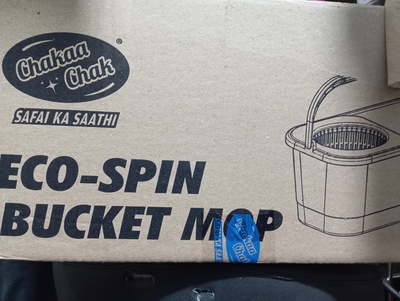 Chakaa
Chak
®
SAFAI KA SAATHI
ECO-SPIN
BUCKET MOP